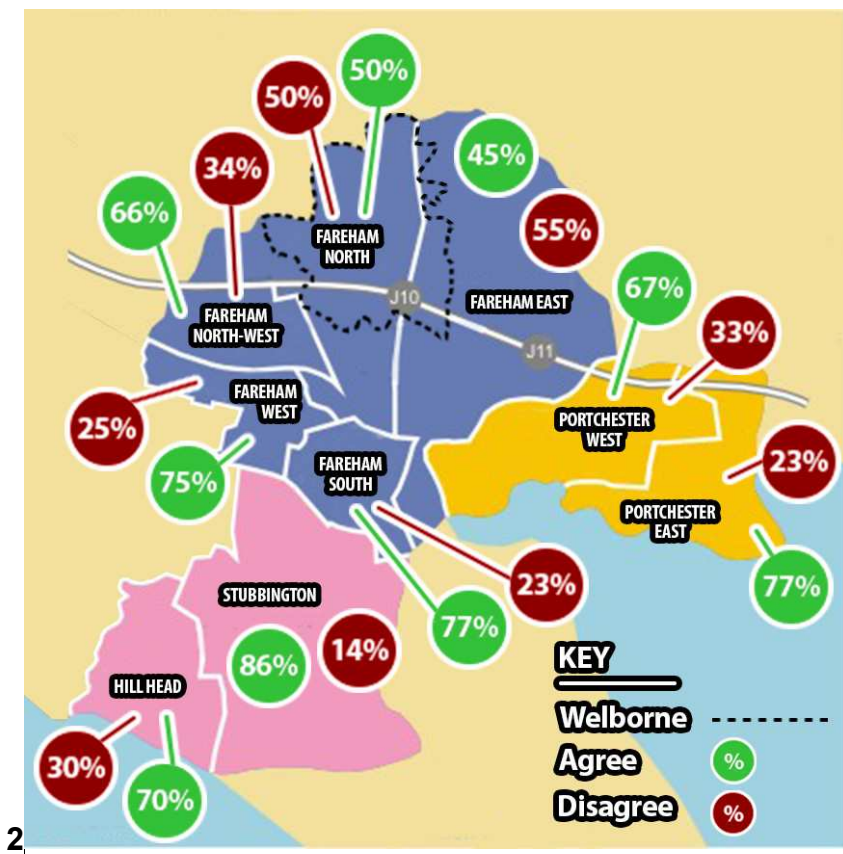 50%
50%
34%
45%
66%
55%
FAREHAM
NORTH
67%
J10
FAREHAM EAST
FAREHAM
NORTH-WEST
33%
J11
FAREHAM
WEST
25%
PORTCHESTER
WEST
FAREHAM
SOUTH
23%
75%
PORTCHESTER
EAST
STUBBINGTON
23%
77%
77%
14%
86%
KEY
HILL HEAD
Welborne
30%
Agree %
70%
Disagree %
2